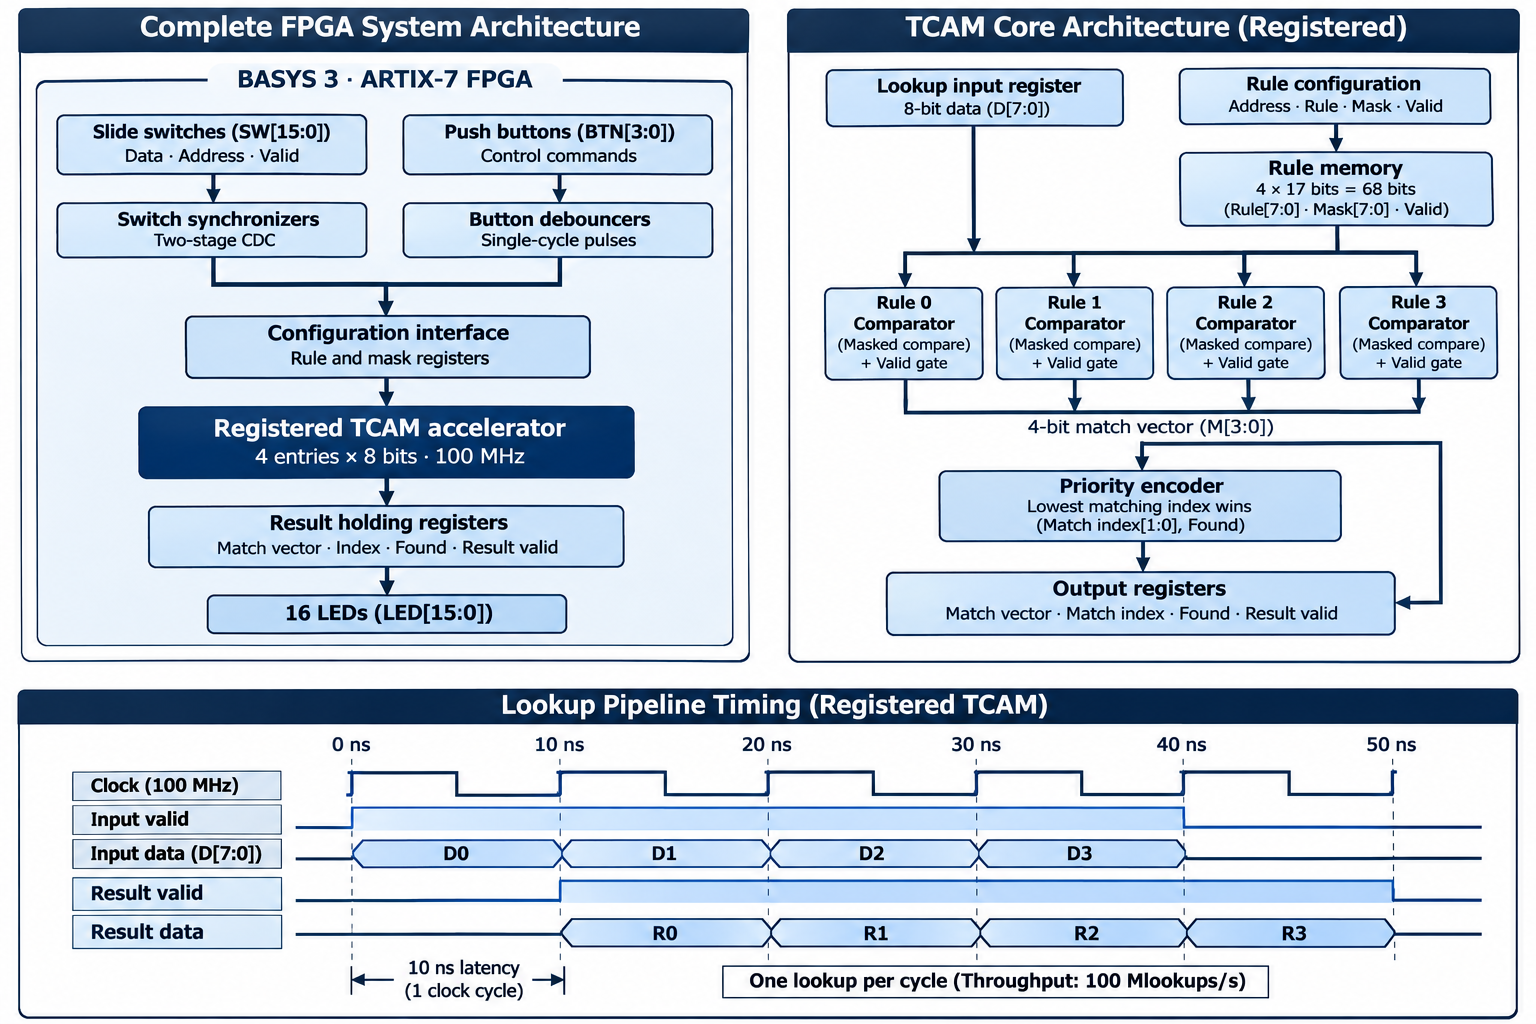 Complete FPGA System Architecture
BASYS 3 · ARTIX-7 FPGA
Slide switches (SW[15:0])
Data · Address · Valid
Push buttons (BTN[3:0])
Control commands
Switch synchronizers
Two-stage CDC
Button debouncers
Single-cycle pulses
Configuration interface
Rule and mask registers
Registered TCAM accelerator
4 entries × 8 bits · 100 MHz
Result holding registers
Match vector · Index · Found · Result valid
16 LEDs (LED[15:0])
TCAM Core Architecture (Registered)
Lookup input register
8-bit data (D[7:0])
Rule configuration
Address · Rule · Mask · Valid
Rule memory
4 × 17 bits = 68 bits
(Rule[7:0] · Mask[7:0] · Valid)
Rule 0
Comparator
(Masked compare)
+ Valid gate
Rule 1
Comparator
(Masked compare)
+ Valid gate
Rule 2
Comparator
(Masked compare)
+ Valid gate
Rule 3
Comparator
(Masked compare)
+ Valid gate
4-bit match vector (M[3:0])
Priority encoder
Lowest matching index wins
(Match index[1:0], Found)
Output registers
Match vector · Match index · Found · Result valid
Lookup Pipeline Timing (Registered TCAM)
0 ns 10 ns 20 ns 30 ns 40 ns 50 ns
Clock (100 MHz)
Input valid
Input data (D[7:0]) D0 D1 D2 D3
Result valid
Result data R0 R1 R2 R3
10 ns latency
(1 clock cycle)
One lookup per cycle (Throughput: 100 Mlookups/s)